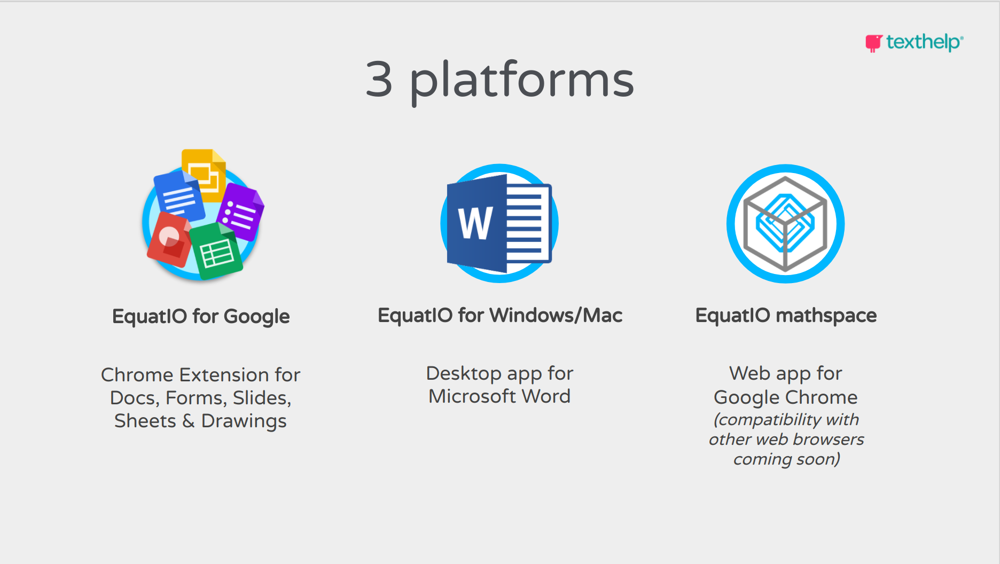 texthelp®
3 platforms
W
EquatIO for Google
Chrome Extension for
Docs, Forms, Slides,
Sheets & Drawings
EquatIO for Windows/Mac
Desktop app for
Microsoft Word
EquatIO mathspace
Web app for
Google Chrome
(compatibility with
other web browsers
coming soon)